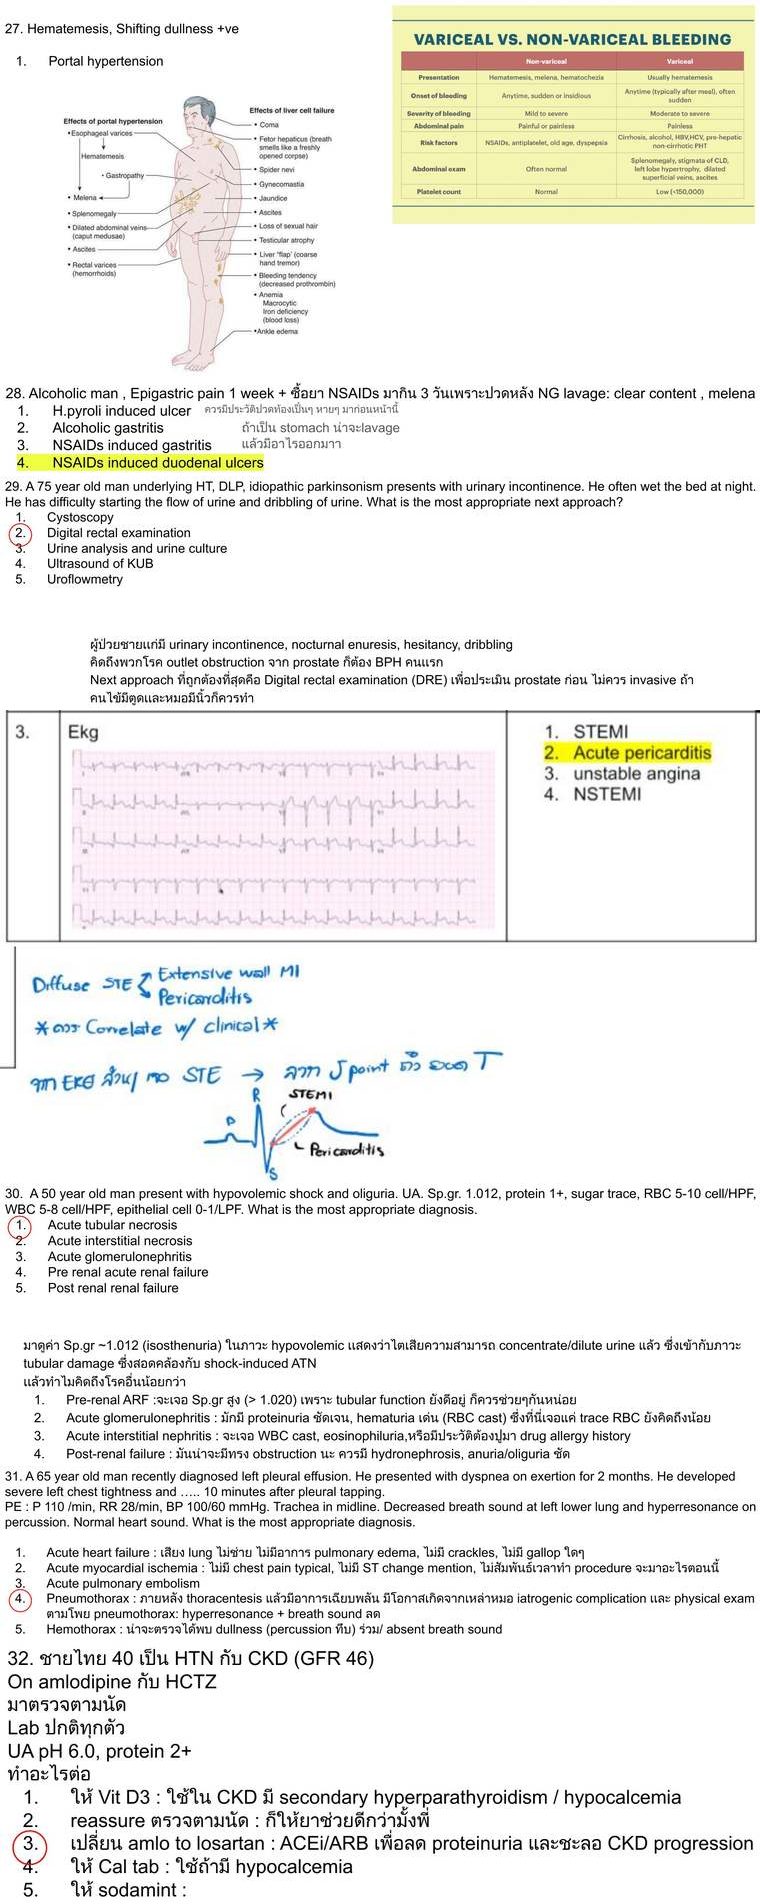 27. Hematemesis, Shifting dullness +ve
1. Portal hypertension
Effects of portal hypertension
• Esophageal varices
Hematemesis
• Gastropathy
• Melena
• Splenomegaly
• Dilated abdominal veins
(caput medusae)
• Ascites
• Rectal varices
(hemorrhoids)
Effects of liver cell failure
• Coma
• Fetor hepaticus (breath
smells like a freshly
opened corpse)
• Spider nevi
• Gynecomastia
• Jaundice
• Ascites
• Loss of sexual hair
• Testicular atrophy
• Liver "flap" (coarse
hand tremor)
• Bleeding tendency
(decreased prothrombin)
• Anemia
Macrocytic
Iron deficiency
(blood loss)
• Ankle edema
VARICEAL VS. NON-VARICEAL BLEEDING
Non-variceal Variceal
Presentation Hematemesis, melena, hematochezia Usually hematemesis
Onset of bleeding Anytime, sudden or insidious Anytime (typically after meal), often sudden
Severity of bleeding Mild to severe Moderate to severe
Abdominal pain Painful or painless Painless
Risk factors NSAIDs, antiplatelet, old age, dyspepsia Cirrhosis, alcohol, HBV,HCV, pre-hepatic non-cirrhotic PHT
Abdominal exam Often normal Splenomegaly, stigmata of CLD, left lobe hypertrophy, dilated superficial veins, ascites
Platelet count Normal Low (<150,000)
28. Alcoholic man , Epigastric pain 1 week + ซื้อยา NSAIDs มากิน 3 วันเพราะปวดหลัง NG lavage: clear content , melena
1. H.pyroli induced ulcer ควรมีประวัติปวดท้องเป็นๆ หายๆ มาก่อนหน้านี้
2. Alcoholic gastritis ถ้าเป็น stomach น่าจะlavage
3. NSAIDs induced gastritis แล้วมีอาไรออกมาา
4. NSAIDs induced duodenal ulcers
29. A 75 year old man underlying HT, DLP, idiopathic parkinsonism presents with urinary incontinence. He often wet the bed at night.
He has difficulty starting the flow of urine and dribbling of urine. What is the most appropriate next approach?
1. Cystoscopy
2. Digital rectal examination
3. Urine analysis and urine culture
4. Ultrasound of KUB
5. Uroflowmetry
ผู้ป่วยชายแก่มี urinary incontinence, nocturnal enuresis, hesitancy, dribbling
คิดถึงพวกโรค outlet obstruction จาก prostate ก็ต้อง BPH คนแรก
Next approach ที่ถูกต้องที่สุดคือ Digital rectal examination (DRE) เพื่อประเมิน prostate ก่อน ไม่ควร invasive ถ้า
คนไข้มีตูดและหมอมีนิ้วก็ควรทำ
3. Ekg
1. STEMI
2. Acute pericarditis
3. unstable angina
4. NSTEMI
Diffuse STE Extensive wall MI
Pericarditis
*ควร Correlate w/ clinical*
จาก EKG ส่วน STE → ลาก J point ถึง ยอด T
P R S STEMI
Pericarditis
30. A 50 year old man present with hypovolemic shock and oliguria. UA. Sp.gr. 1.012, protein 1+, sugar trace, RBC 5-10 cell/HPF,
WBC 5-8 cell/HPF, epithelial cell 0-1/LPF. What is the most appropriate diagnosis.
1. Acute tubular necrosis
2. Acute interstitial necrosis
3. Acute glomerulonephritis
4. Pre renal acute renal failure
5. Post renal renal failure
มาดูค่า Sp.gr ~1.012 (isosthenuria) ในภาวะ hypovolemic แสดงว่าไตเสียความสามารถ concentrate/dilute urine แล้ว ซึ่งเข้ากับภาวะ
tubular damage ซึ่งสอดคล้องกับ shock-induced ATN
แล้วทำไมคิดถึงโรคอื่นน้อยกว่า
1. Pre-renal ARF :จะเจอ Sp.gr สูง (> 1.020) เพราะ tubular function ยังดีอยู่ ก็ควรช่วยๆกันหน่อย
2. Acute glomerulonephritis : มักมี proteinuria ชัดเจน, hematuria เด่น (RBC cast) ซึ่งที่นี่เจอแค่ trace RBC ยังคิดถึงน้อย
3. Acute interstitial nephritis : จะเจอ WBC cast, eosinophiluria,หรือมีประวัติต้องปูมา drug allergy history
4. Post-renal failure : มันน่าจะมีทรง obstruction นะ ควรมี hydronephrosis, anuria/oliguria ชัด
31. A 65 year old man recently diagnosed left pleural effusion. He presented with dyspnea on exertion for 2 months. He developed
severe left chest tightness and ….. 10 minutes after pleural tapping.
PE : P 110 /min, RR 28/min, BP 100/60 mmHg. Trachea in midline. Decreased breath sound at left lower lung and hyperresonance on
percussion. Normal heart sound. What is the most appropriate diagnosis.
1. Acute heart failure : เสียง lung ไม่ช่าย ไม่มีอาการ pulmonary edema, ไม่มี crackles, ไม่มี gallop ใดๆ
2. Acute myocardial ischemia : ไม่มี chest pain typical, ไม่มี ST change mention, ไม่สัมพันธ์เวลาทำ procedure จะมาอะไรตอนนี้
3. Acute pulmonary embolism
4. Pneumothorax : ภายหลัง thoracentesis แล้วมีอาการเฉียบพลัน มีโอกาสเกิดจากเหล่าหมอ iatrogenic complication และ physical exam
ตามโพย pneumothorax: hyperresonance + breath sound ลด
5. Hemothorax : น่าจะตรวจได้พบ dullness (percussion ทึบ) ร่วม/ absent breath sound
32. ชายไทย 40 เป็น HTN กับ CKD (GFR 46)
On amlodipine กับ HCTZ
มาตรวจตามนัด
Lab ปกติทุกตัว
UA pH 6.0, protein 2+
ทำอะไรต่อ
1. ให้ Vit D3 : ใช้ใน CKD มี secondary hyperparathyroidism / hypocalcemia
2. reassure ตรวจตามนัด : ก็ให้ยาช่วยดีกว่ามั้งพี่
3. เปลี่ยน amlo to losartan : ACEi/ARB เพื่อลด proteinuria และชะลอ CKD progression
4. ให้ Cal tab : ใช้ถ้ามี hypocalcemia
5. ให้ sodamint :